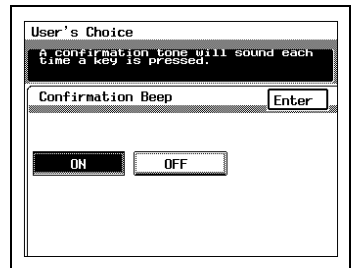 User's Choice
A confirmation tone will sound each
time a key is pressed.
Confirmation Beep
Enter
ON
OFF